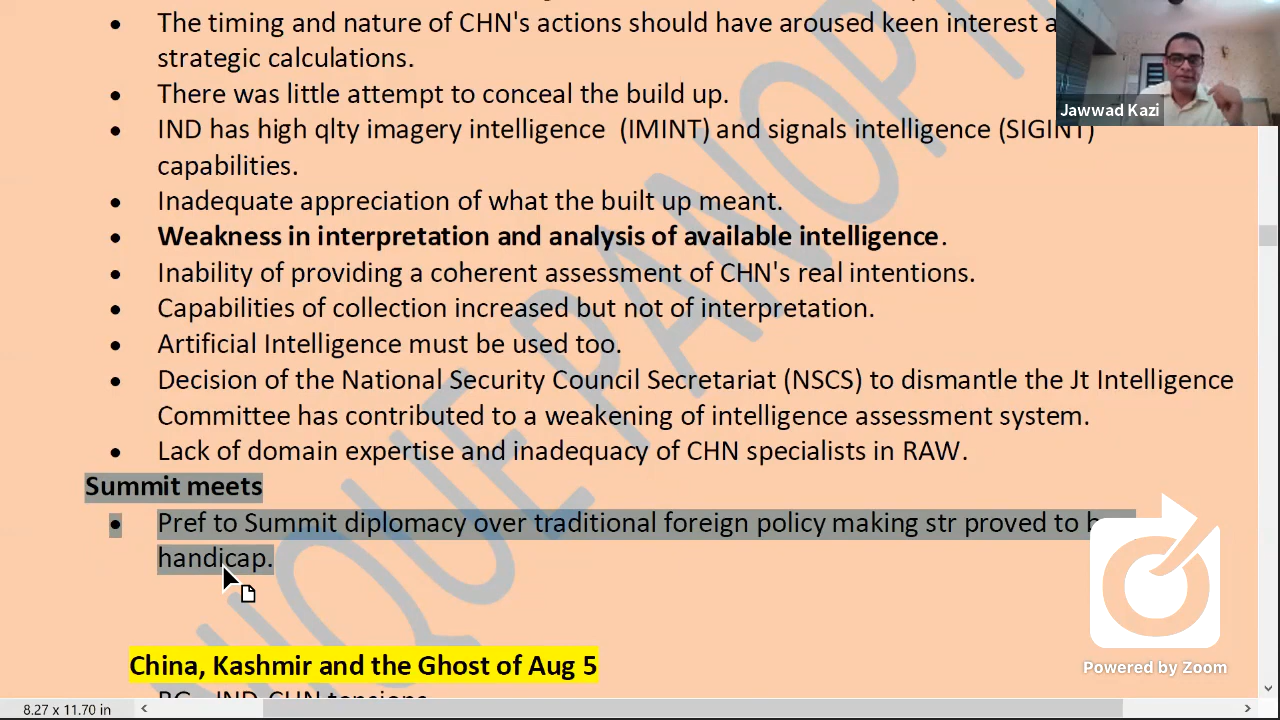 The timing and nature of CHN's actions should have aroused keen interest a
strategic calculations.
There was little attempt to conceal the build up.
IND has high qlty imagery intelligence (IMINT) and signals intelligence (SIGINT)
capabilities.
Inadequate appreciation of what the built up meant.
Weakness in interpretation and analysis of available intelligence.
Inability of providing a coherent assessment of CHN's real intentions.
Capabilities of collection increased but not of interpretation.
Artificial Intelligence must be used too.
Decision of the National Security Council Secretariat (NSCS) to dismantle the Jt Intelligence
Committee has contributed to a weakening of intelligence assessment system.
Lack of domain expertise and inadequacy of CHN specialists in RAW.
Summit meets
Pref to Summit diplomacy over traditional foreign policy making str proved to
handicap.
China, Kashmir and the Ghost of Aug 5
BG - IND-CHN tensions
Jawwad Kazi
Powered by Zoom
8.27 x 11.70 in